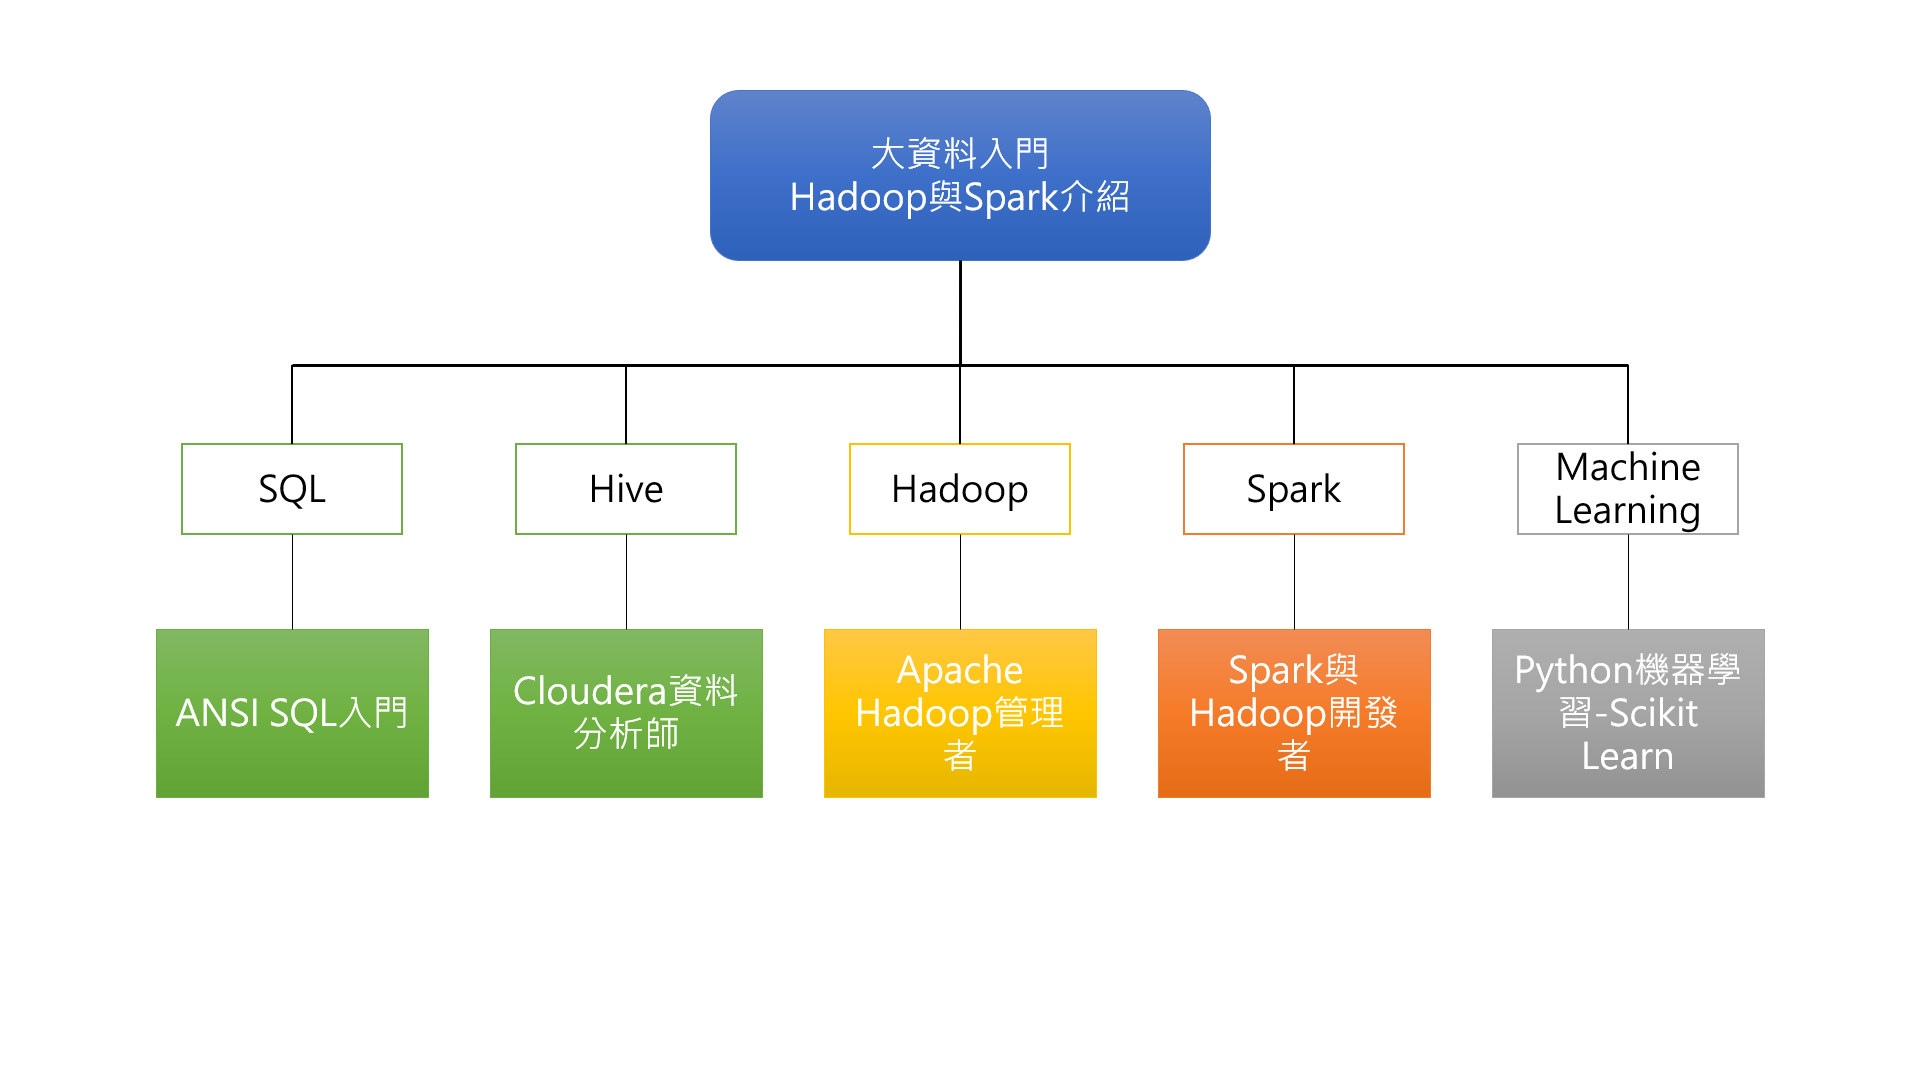 大資料入門
Hadoop與Spark介紹
SQL
Hive
Hadoop
Spark
Machine
Learning
ANSI SQL入門
Cloudera資料
分析師
Apache
Hadoop管理
者
Spark與
Hadoop開發
者
Python機器學
習-Scikit
Learn